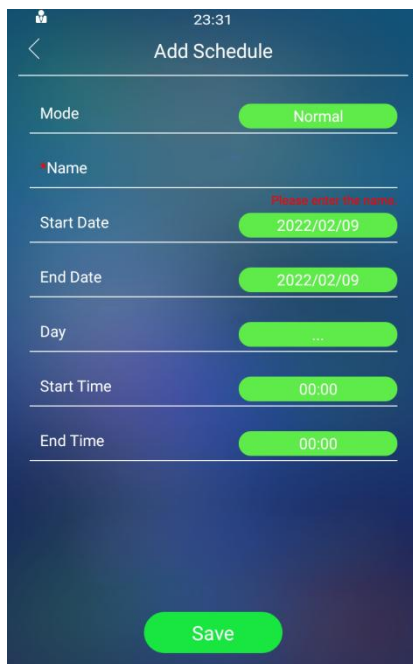 23:31
Add Schedule
Mode
Normal
*Name
Please enter the name.
Start Date
2022/02/09
End Date
2022/02/09
Day
...
Start Time
00:00
End Time
00:00
Save